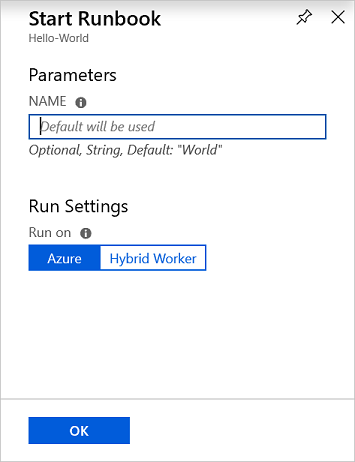 Start Runbook
Hello-World
Parameters
NAME
Default will be used
Optional, String, Default: "World"
Run Settings
Run on
Azure Hybrid Worker
OK